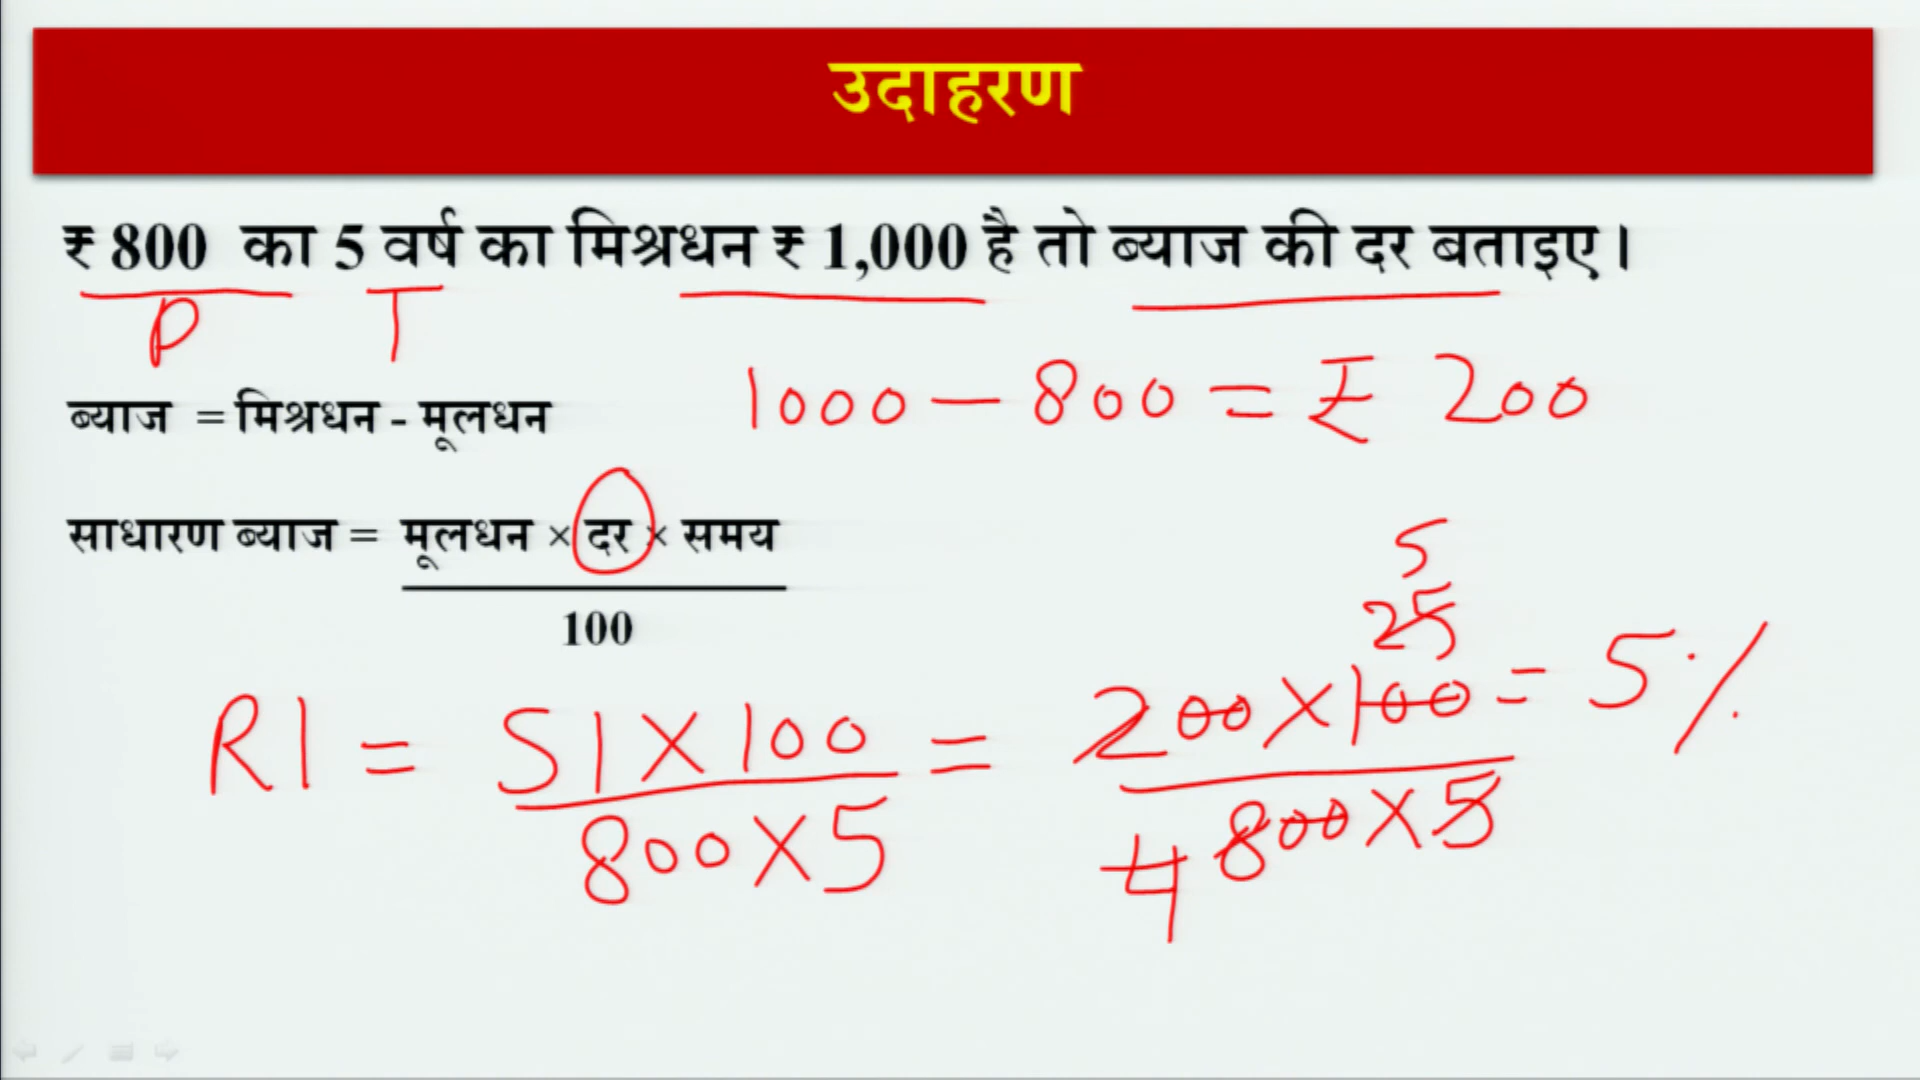 उदाहरण
₹ 800 का 5 वर्ष का मिश्रधन ₹ 1,000 है तो ब्याज की दर बताइए।
P T
ब्याज = मिश्रधन - मूलधन 1000 - 800 = ₹ 200
साधारण ब्याज = मूलधन × दर × समय
100
5
25
RI = SI X 100 = 200 X 100 = 5%
800 X 5 4 800 X 5